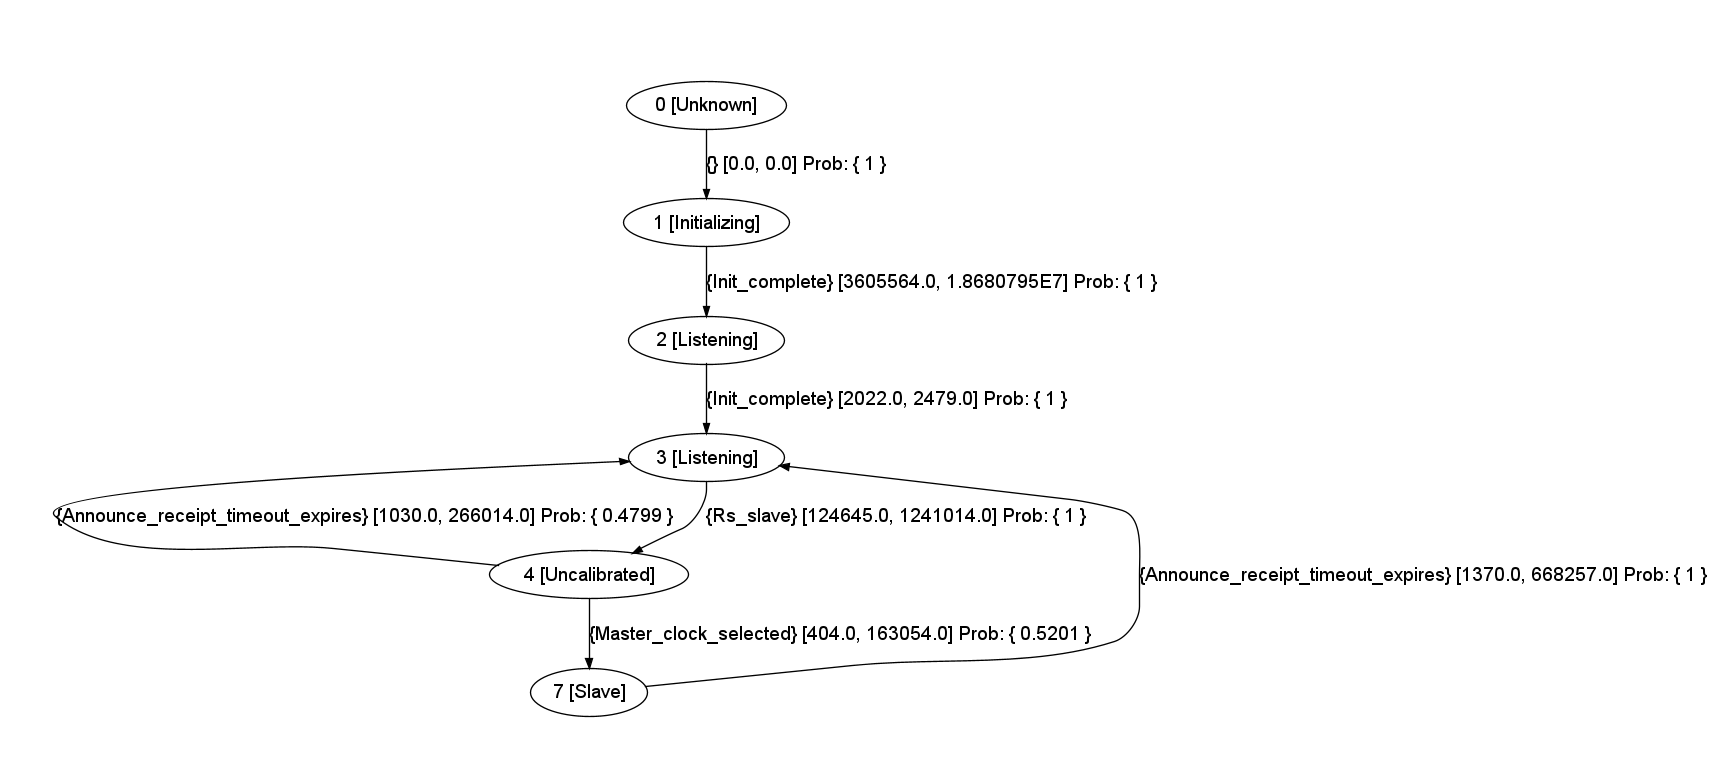 0 [Unknown]
{} [0.0, 0.0] Prob: { 1 }
1 [Initializing]
{Init_complete} [3605564.0, 1.8680795E7] Prob: { 1 }
2 [Listening]
{Init_complete} [2022.0, 2479.0] Prob: { 1 }
3 [Listening]
{Announce_receipt_timeout_expires} [1030.0, 266014.0] Prob: { 0.4799 }
{Rs_slave} [124645.0, 1241014.0] Prob: { 1 }
4 [Uncalibrated]
{Announce_receipt_timeout_expires} [1370.0, 668257.0] Prob: { 1 }
{Master_clock_selected} [404.0, 163054.0] Prob: { 0.5201 }
7 [Slave]